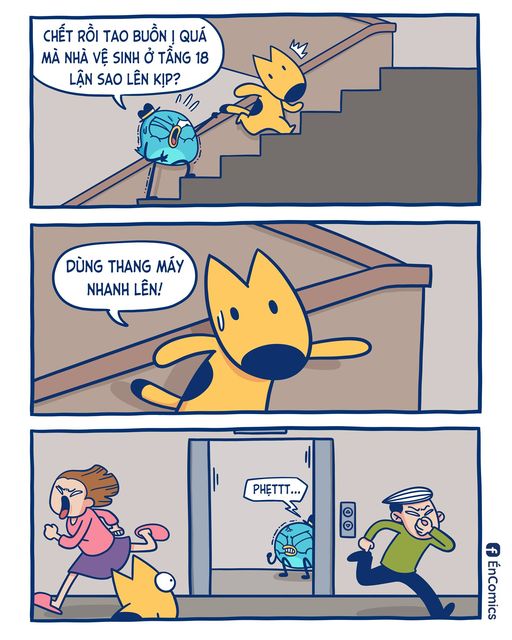 CHẾT RỒI TAO BUỒN Ị QUÁ
MÀ NHÀ VỆ SINH Ở TẦNG 18
LẬN SAO LÊN KỊP?
DÙNG THANG MÁY
NHANH LÊN!
PHẸTTT...
ÉnComics